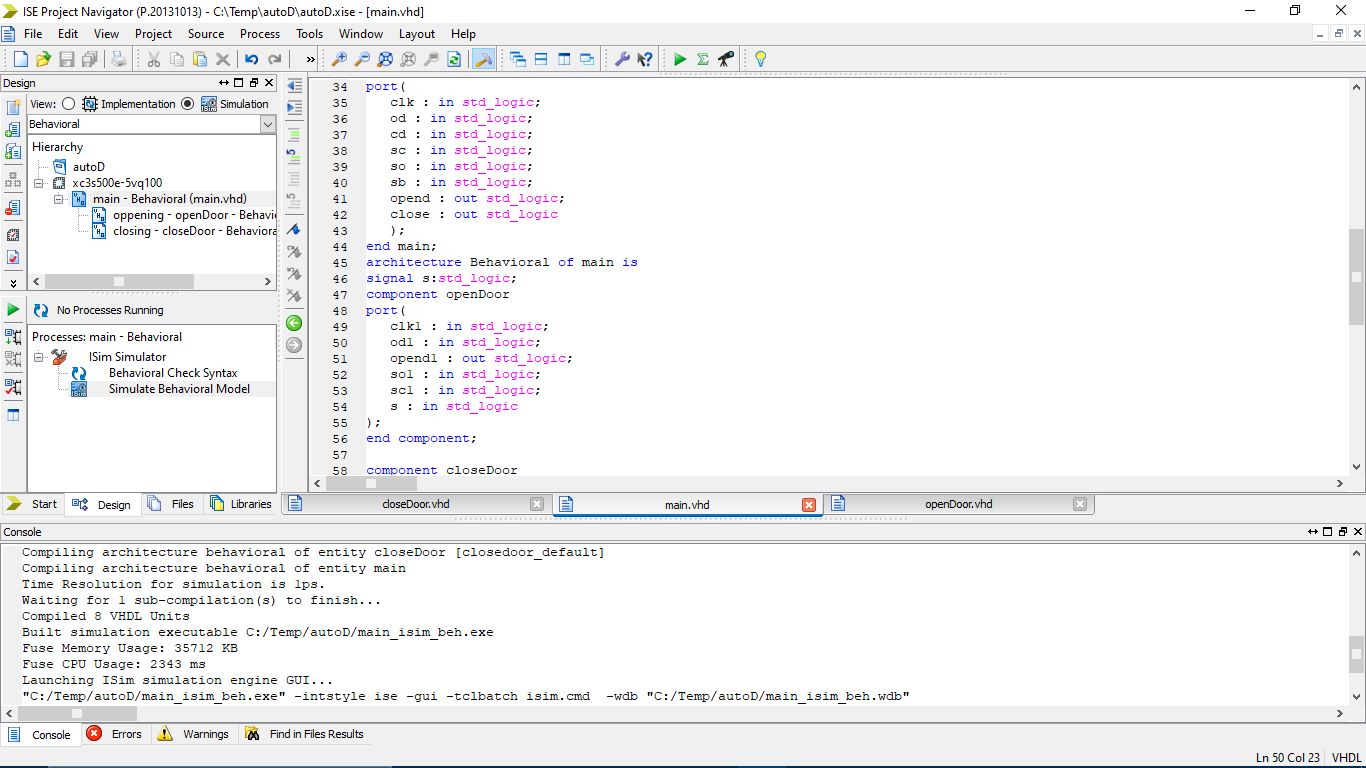 ISE Project Navigator (P.20131013) - C:\Temp\autoD\autoD.xise - [main.vhd]
File Edit View Project Source Process Tools Window Layout Help
»
Design
View: Implementation Simulation
Behavioral
Hierarchy
autoD
xc3s500e-5vq100
main - Behavioral (main.vhd)
oppening - openDoor - Behavi
closing - closeDoor - Behaviora
»
No Processes Running
Processes: main - Behavioral
ISim Simulator
Behavioral Check Syntax
Simulate Behavioral Model
Start Design Files Libraries
34 port(
35 clk : in std_logic;
36 od : in std_logic;
37 cd : in std_logic;
38 sc : in std_logic;
39 so : in std_logic;
40 sb : in std_logic;
41 opend : out std_logic;
42 close : out std_logic
43 );
44 end main;
45 architecture Behavioral of main is
46 signal s:std_logic;
47 component openDoor
48 port(
49 clk1 : in std_logic;
50 od1 : in std_logic;
51 opend1 : out std_logic;
52 so1 : in std_logic;
53 sc1 : in std_logic;
54 s : in std_logic
55 );
56 end component;
57
58 component closeDoor
closeDoor.vhd main.vhd openDoor.vhd
Console
Compiling architecture behavioral of entity closeDoor [closedoor_default]
Compiling architecture behavioral of entity main
Time Resolution for simulation is 1ps.
Waiting for 1 sub-compilation(s) to finish...
Compiled 8 VHDL Units
Built simulation executable C:/Temp/autoD/main_isim_beh.exe
Fuse Memory Usage: 35712 KB
Fuse CPU Usage: 2343 ms
Launching ISim simulation engine GUI...
"C:/Temp/autoD/main_isim_beh.exe" -intstyle ise -gui -tclbatch isim.cmd  -wdb "C:/Temp/autoD/main_isim_beh.wdb"
Console Errors Warnings Find in Files Results
Ln 50 Col 23 VHDL